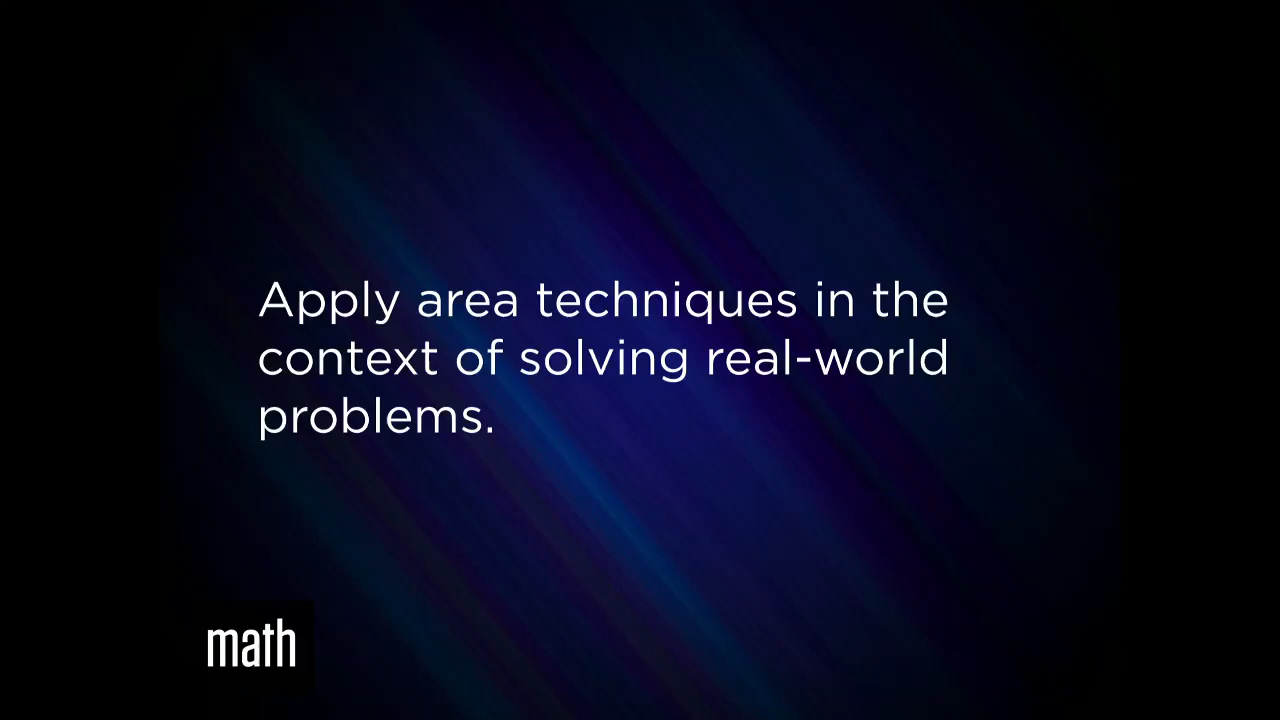 Apply area techniques in the
context of solving real-world
problems.
math